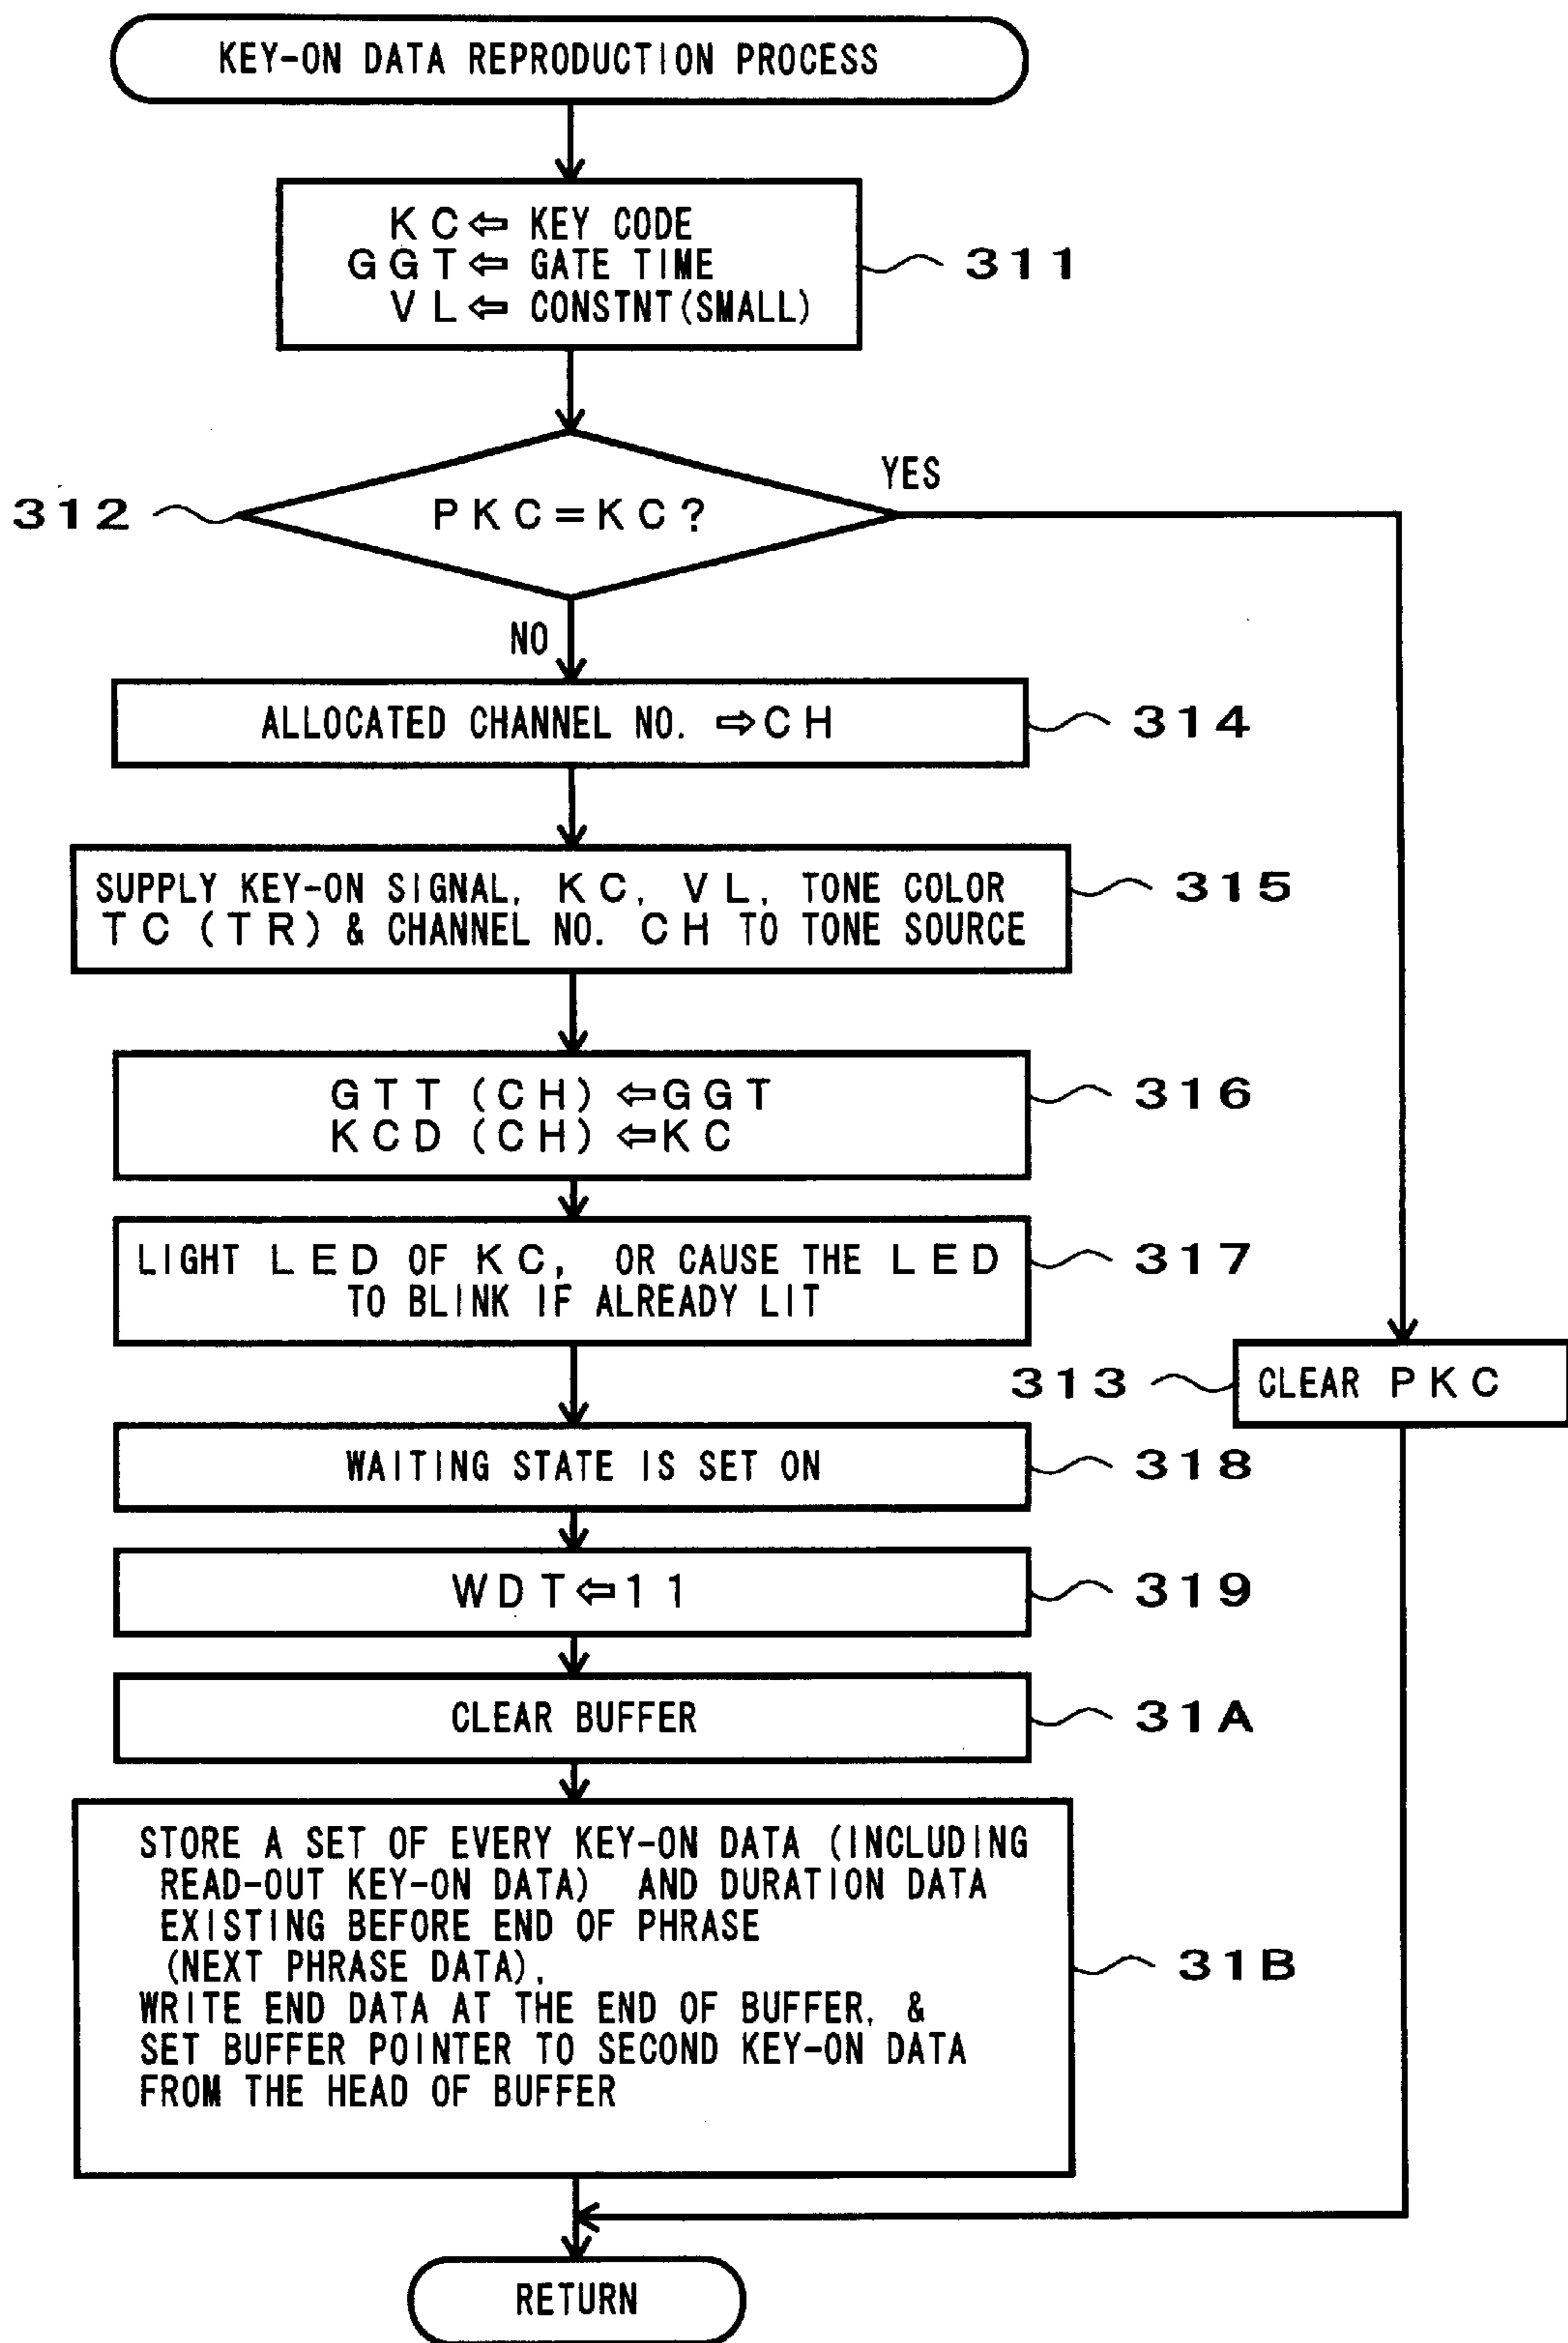 KEY-ON DATA REPRODUCTION PROCESS
KC⇦ KEY CODE
GGT⇦ GATE TIME
VL⇦ CONSTNT(SMALL)
311
YES
312
PKC=KC?
NO
ALLOCATED CHANNEL NO. ⇨CH
314
SUPPLY KEY-ON SIGNAL, KC, VL, TONE COLOR
TC (TR) & CHANNEL NO. CH TO TONE SOURCE
315
GTT (CH) ⇦GGT
KCD (CH) ⇦KC
316
LIGHT LED OF KC, OR CAUSE THE LED
TO BLINK IF ALREADY LIT
317
313
CLEAR PKC
WAITING STATE IS SET ON
318
WDT⇦11
319
CLEAR BUFFER
31A
STORE A SET OF EVERY KEY-ON DATA (INCLUDING
READ-OUT KEY-ON DATA) AND DURATION DATA
EXISTING BEFORE END OF PHRASE
(NEXT PHRASE DATA),
WRITE END DATA AT THE END OF BUFFER, &
SET BUFFER POINTER TO SECOND KEY-ON DATA
FROM THE HEAD OF BUFFER
31B
RETURN